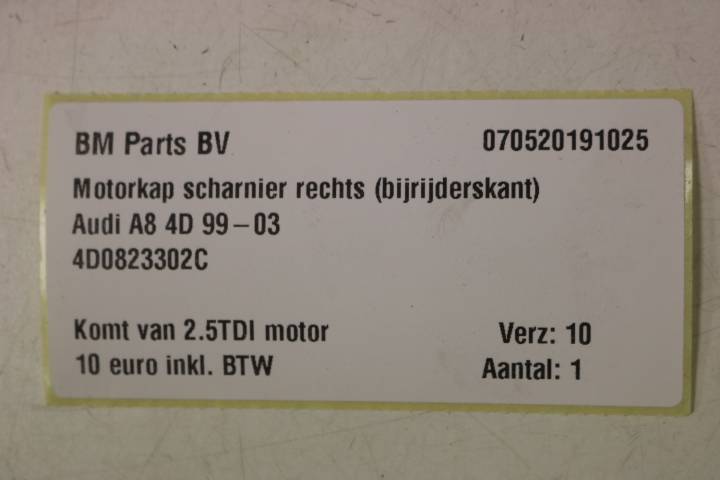 BM Parts BV 070520191025
Motorkap scharnier rechts (bijrijderskant)
Audi A8 4D 99-03
4D0823302C
Komt van 2.5TDI motor Verz: 10
10 euro inkl. BTW Aantal: 1